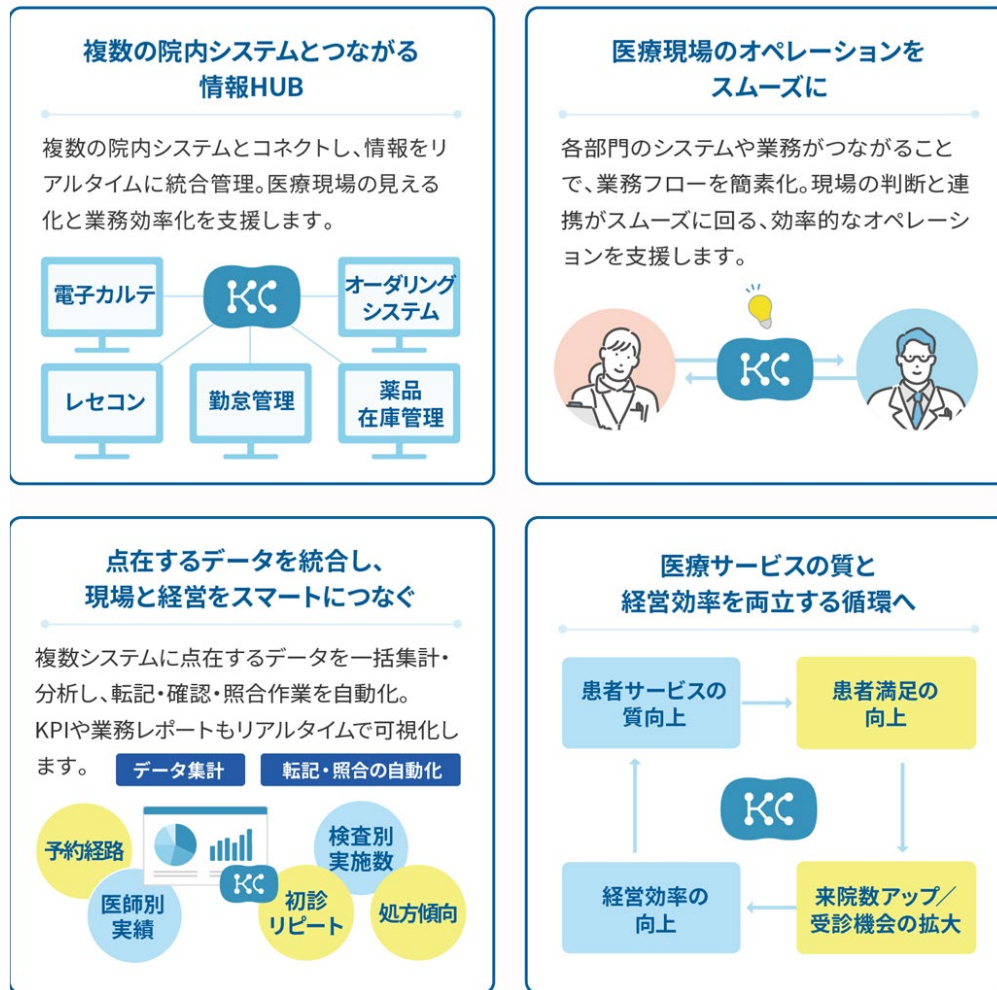 複数の院内システムとつながる
情報HUB
複数の院内システムとコネクトし、情報をリ
アルタイムに統合管理。医療現場の見える
化と業務効率化を支援します。
電子カルテ
KC
オーダリング
システム
レセコン
勤怠管理
薬品
在庫管理
医療現場のオペレーションを
スムーズに
各部門のシステムや業務がつながること
で、業務フローを簡素化。現場の判断と連
携がスムーズに回る、効率的なオペレーシ
ョンを支援します。
KC
点在するデータを統合し、
現場と経営をスマートにつなぐ
複数システムに点在するデータを一括集計・
分析し、転記・確認・照合作業を自動化。
KPIや業務レポートもリアルタイムで可視化し
ます。
データ集計
転記・照合の自動化
予約経路
医師別
実績
KC
初診
リピート
検査別
実施数
処方傾向
医療サービスの質と
経営効率を両立する循環へ
患者サービスの
質向上
患者満足の
向上
KC
経営効率の
向上
来院数アップ／
受診機会の拡大